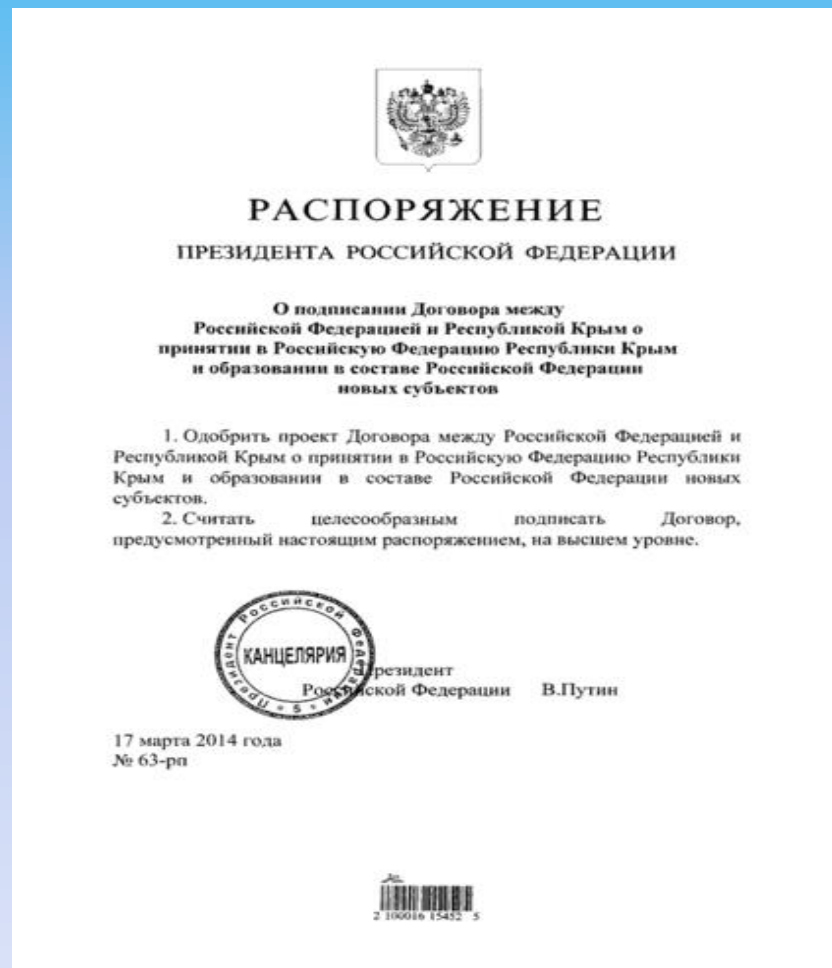 РАСПОРЯЖЕНИЕ
ПРЕЗИДЕНТА РОССИЙСКОЙ ФЕДЕРАЦИИ
О подписании Договора между
Российской Федерацией и Республикой Крым о
принятии в Российскую Федерацию Республики Крым
и образовании в составе Российской Федерации
новых субъектов
1. Одобрить проект Договора между Российской Федерацией и
Республикой Крым о принятии в Российскую Федерацию Республики
Крым и образовании в составе Российской Федерации новых
субъектов.
2. Считать целесообразным подписать Договор,
предусмотренный настоящим распоряжением, на высшем уровне.
Президент Российской Федерации * 5 *
КАНЦЕЛЯРИЯ
Президент
Российской Федерации В.Путин
17 марта 2014 года
№ 63-рп
2 100016 15452 5